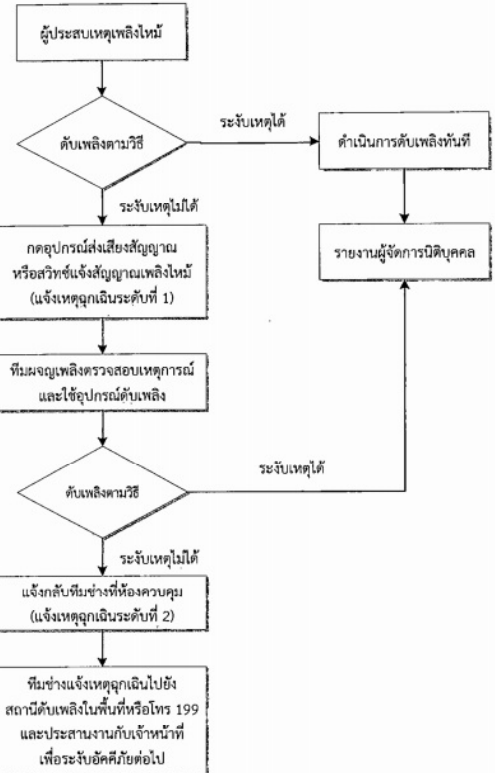 ผู้ประสบเหตุเพลิงไหม้
ดับเพลิงตามวิธี
ระงับเหตุได้
ดำเนินการดับเพลิงทันที
รายงานผู้จัดการนิติบุคคล
ระงับเหตุไม่ได้
กดอุปกรณ์ส่งเสียงสัญญาณ
หรือสวิทซ์แจ้งสัญญาณเพลิงไหม้
(แจ้งเหตุฉุกเฉินระดับที่ 1)
ทีมผจญเพลิงตรวจสอบเหตุการณ์
และใช้อุปกรณ์ดับเพลิง
ดับเพลิงตามวิธี
ระงับเหตุได้
ระงับเหตุไม่ได้
แจ้งกลับทีมช่างที่ห้องควบคุม
(แจ้งเหตุฉุกเฉินระดับที่ 2)
ทีมช่างแจ้งเหตุฉุกเฉินไปยัง
สถานีดับเพลิงในพื้นที่หรือโทร 199
และประสานงานกับเจ้าหน้าที่
เพื่อระงับอัคคีภัยต่อไป